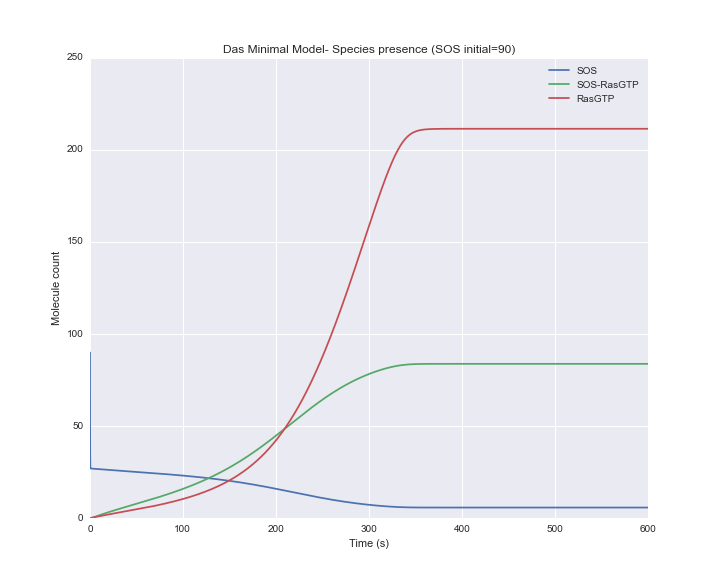 Das Minimal Model- Species presence (SOS initial=90)
250
200
150
100
50
0
Molecule count
SOS
SOS-RasGTP
RasGTP
0 100 200 300 400 500 600
Time (s)